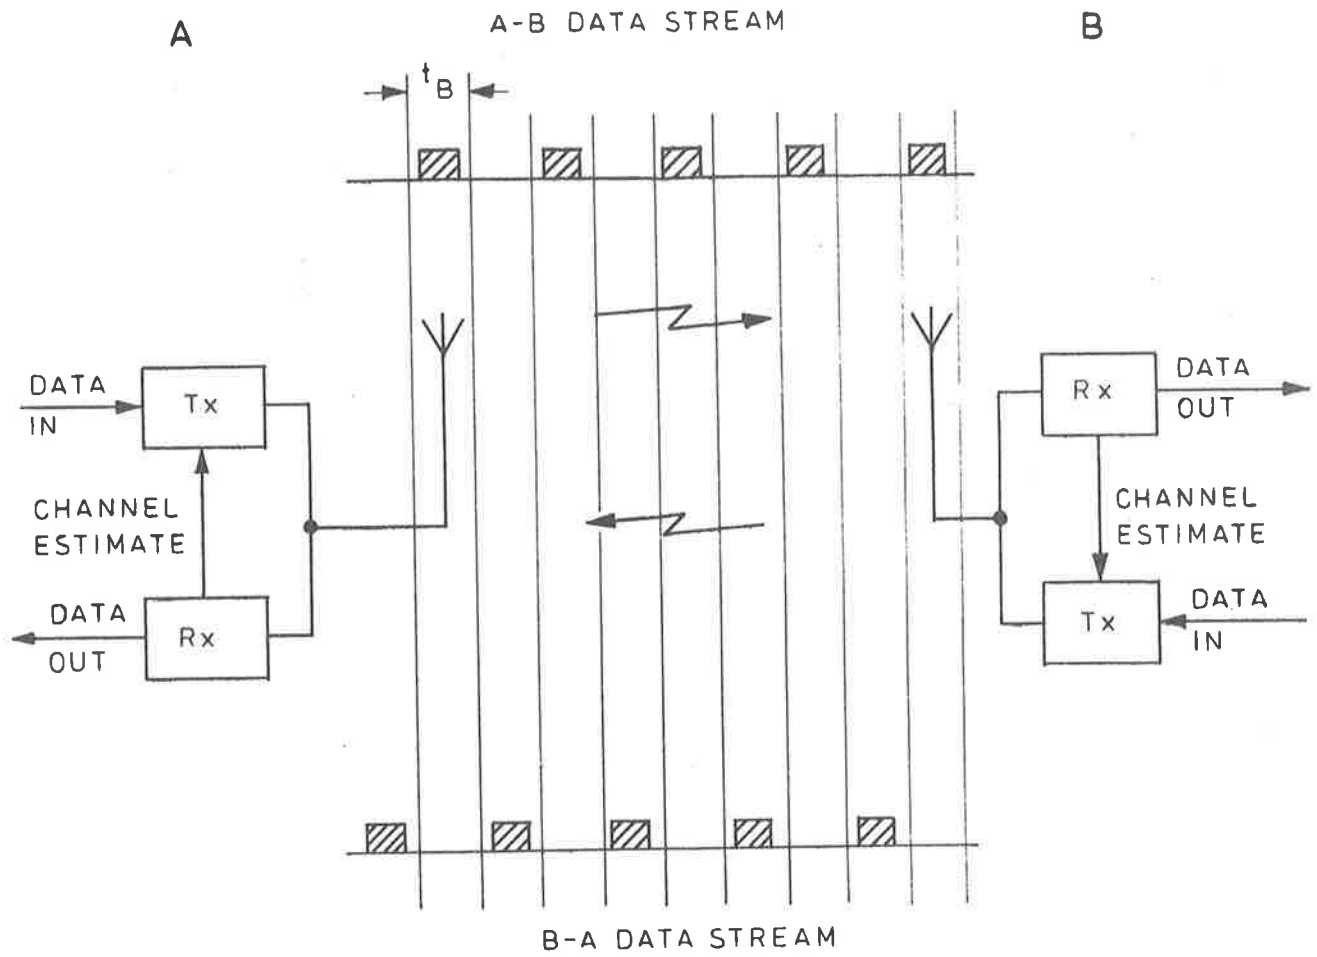 A
A-B DATA STREAM
B
tB
DATA
IN
Tx
CHANNEL
ESTIMATE
DATA
OUT
Rx
Rx
DATA
OUT
CHANNEL
ESTIMATE
Tx
DATA
IN
B-A DATA STREAM